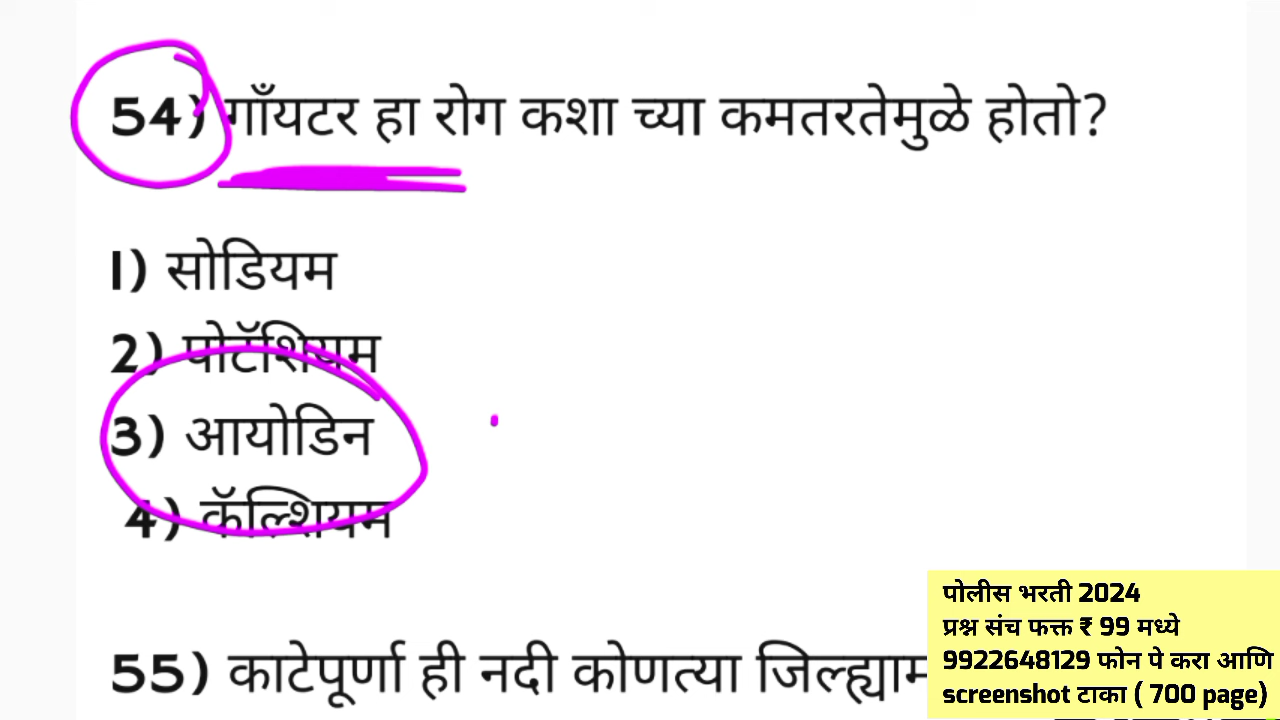 54) गाँयटर हा रोग कशा च्या कमतरतेमुळे होतो?
1) सोडियम
2) पोटॅशियम
3) आयोडिन
4) कॅल्शियम
55) काटेपूर्णा ही नदी कोणत्या
पोलीस भरती 2024
प्रश्न संच फक्त ₹ 99 मध्ये
9922648129 फोन पे करा आणि
screenshot टाका ( 700 page)